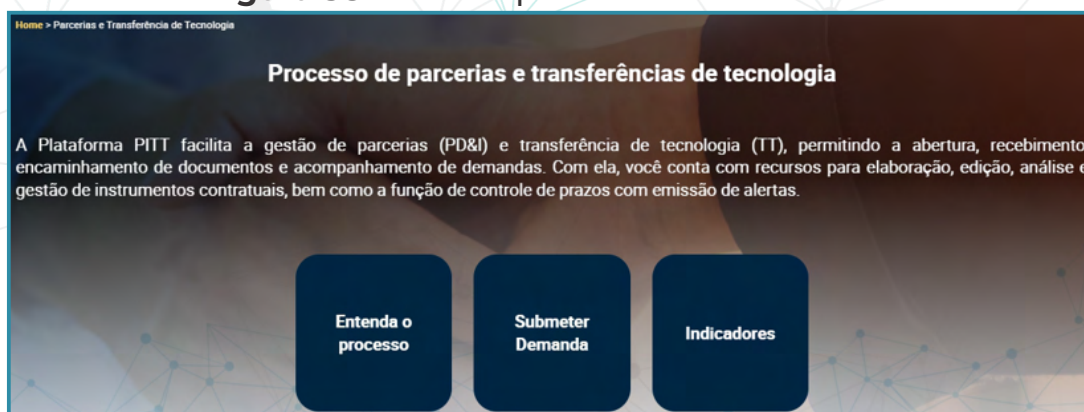 Home > Parcerias e Transferência de Tecnologia
Processo de parcerias e transferências de tecnologia
A Plataforma PITT facilita a gestão de parcerias (PD&I) e transferência de tecnologia (TT), permitindo a abertura, recebimento,
encaminhamento de documentos e acompanhamento de demandas. Com ela, você conta com recursos para elaboração, edição, análise e
gestão de instrumentos contratuais, bem como a função de controle de prazos com emissão de alertas.
Entenda o
processo
Submeter
Demanda
Indicadores